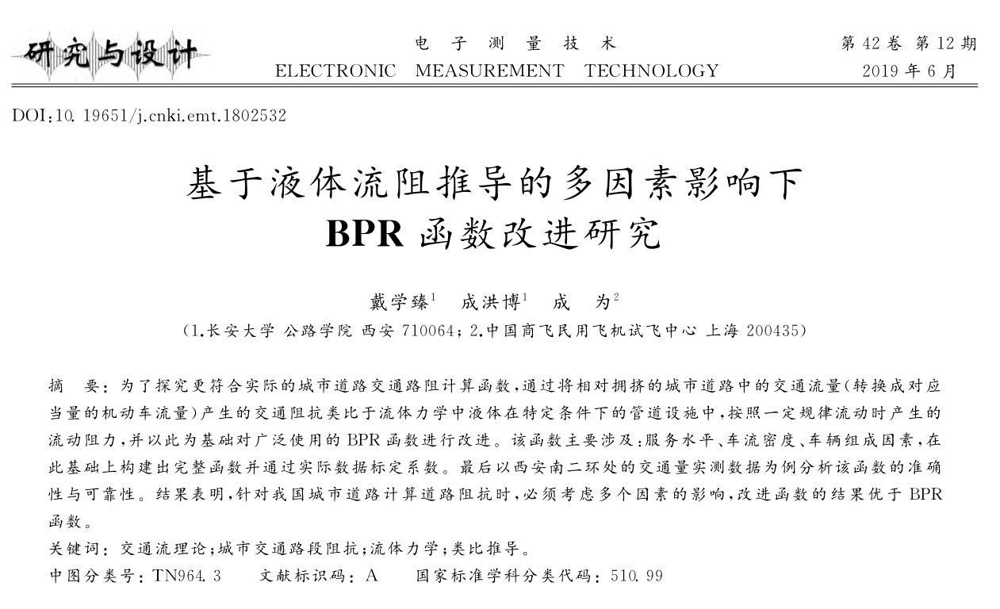 研究与设计
电 子 测 量 技 术
ELECTRONIC MEASUREMENT TECHNOLOGY
第 42 卷 第 12 期
2019 年 6 月
DOI:10. 19651/j.cnki.emt.1802532
基于液体流阻推导的多因素影响下
BPR 函数改进研究
戴学臻1 成洪博1 成 为2
(1.长安大学 公路学院 西安 710064; 2.中国商飞民用飞机试飞中心 上海 200435)
摘 要: 为了探究更符合实际的城市道路交通路阻计算函数,通过将相对拥挤的城市道路中的交通流量(转换成对应
当量的机动车流量)产生的交通阻抗类比于流体力学中液体在特定条件下的管道设施中,按照一定规律流动时产生的
流动阻力,并以此为基础对广泛使用的 BPR 函数进行改进。该函数主要涉及:服务水平、车流密度、车辆组成因素,在
此基础上构建出完整函数并通过实际数据标定系数。最后以西安南二环处的交通量实测数据为例分析该函数的准确
性与可靠性。结果表明,针对我国城市道路计算道路阻抗时,必须考虑多个因素的影响,改进函数的结果优于 BPR
函数。
关键词: 交通流理论;城市交通路段阻抗;流体力学;类比推导。
中图分类号: TN964. 3 文献标识码: A 国家标准学科分类代码: 510. 99